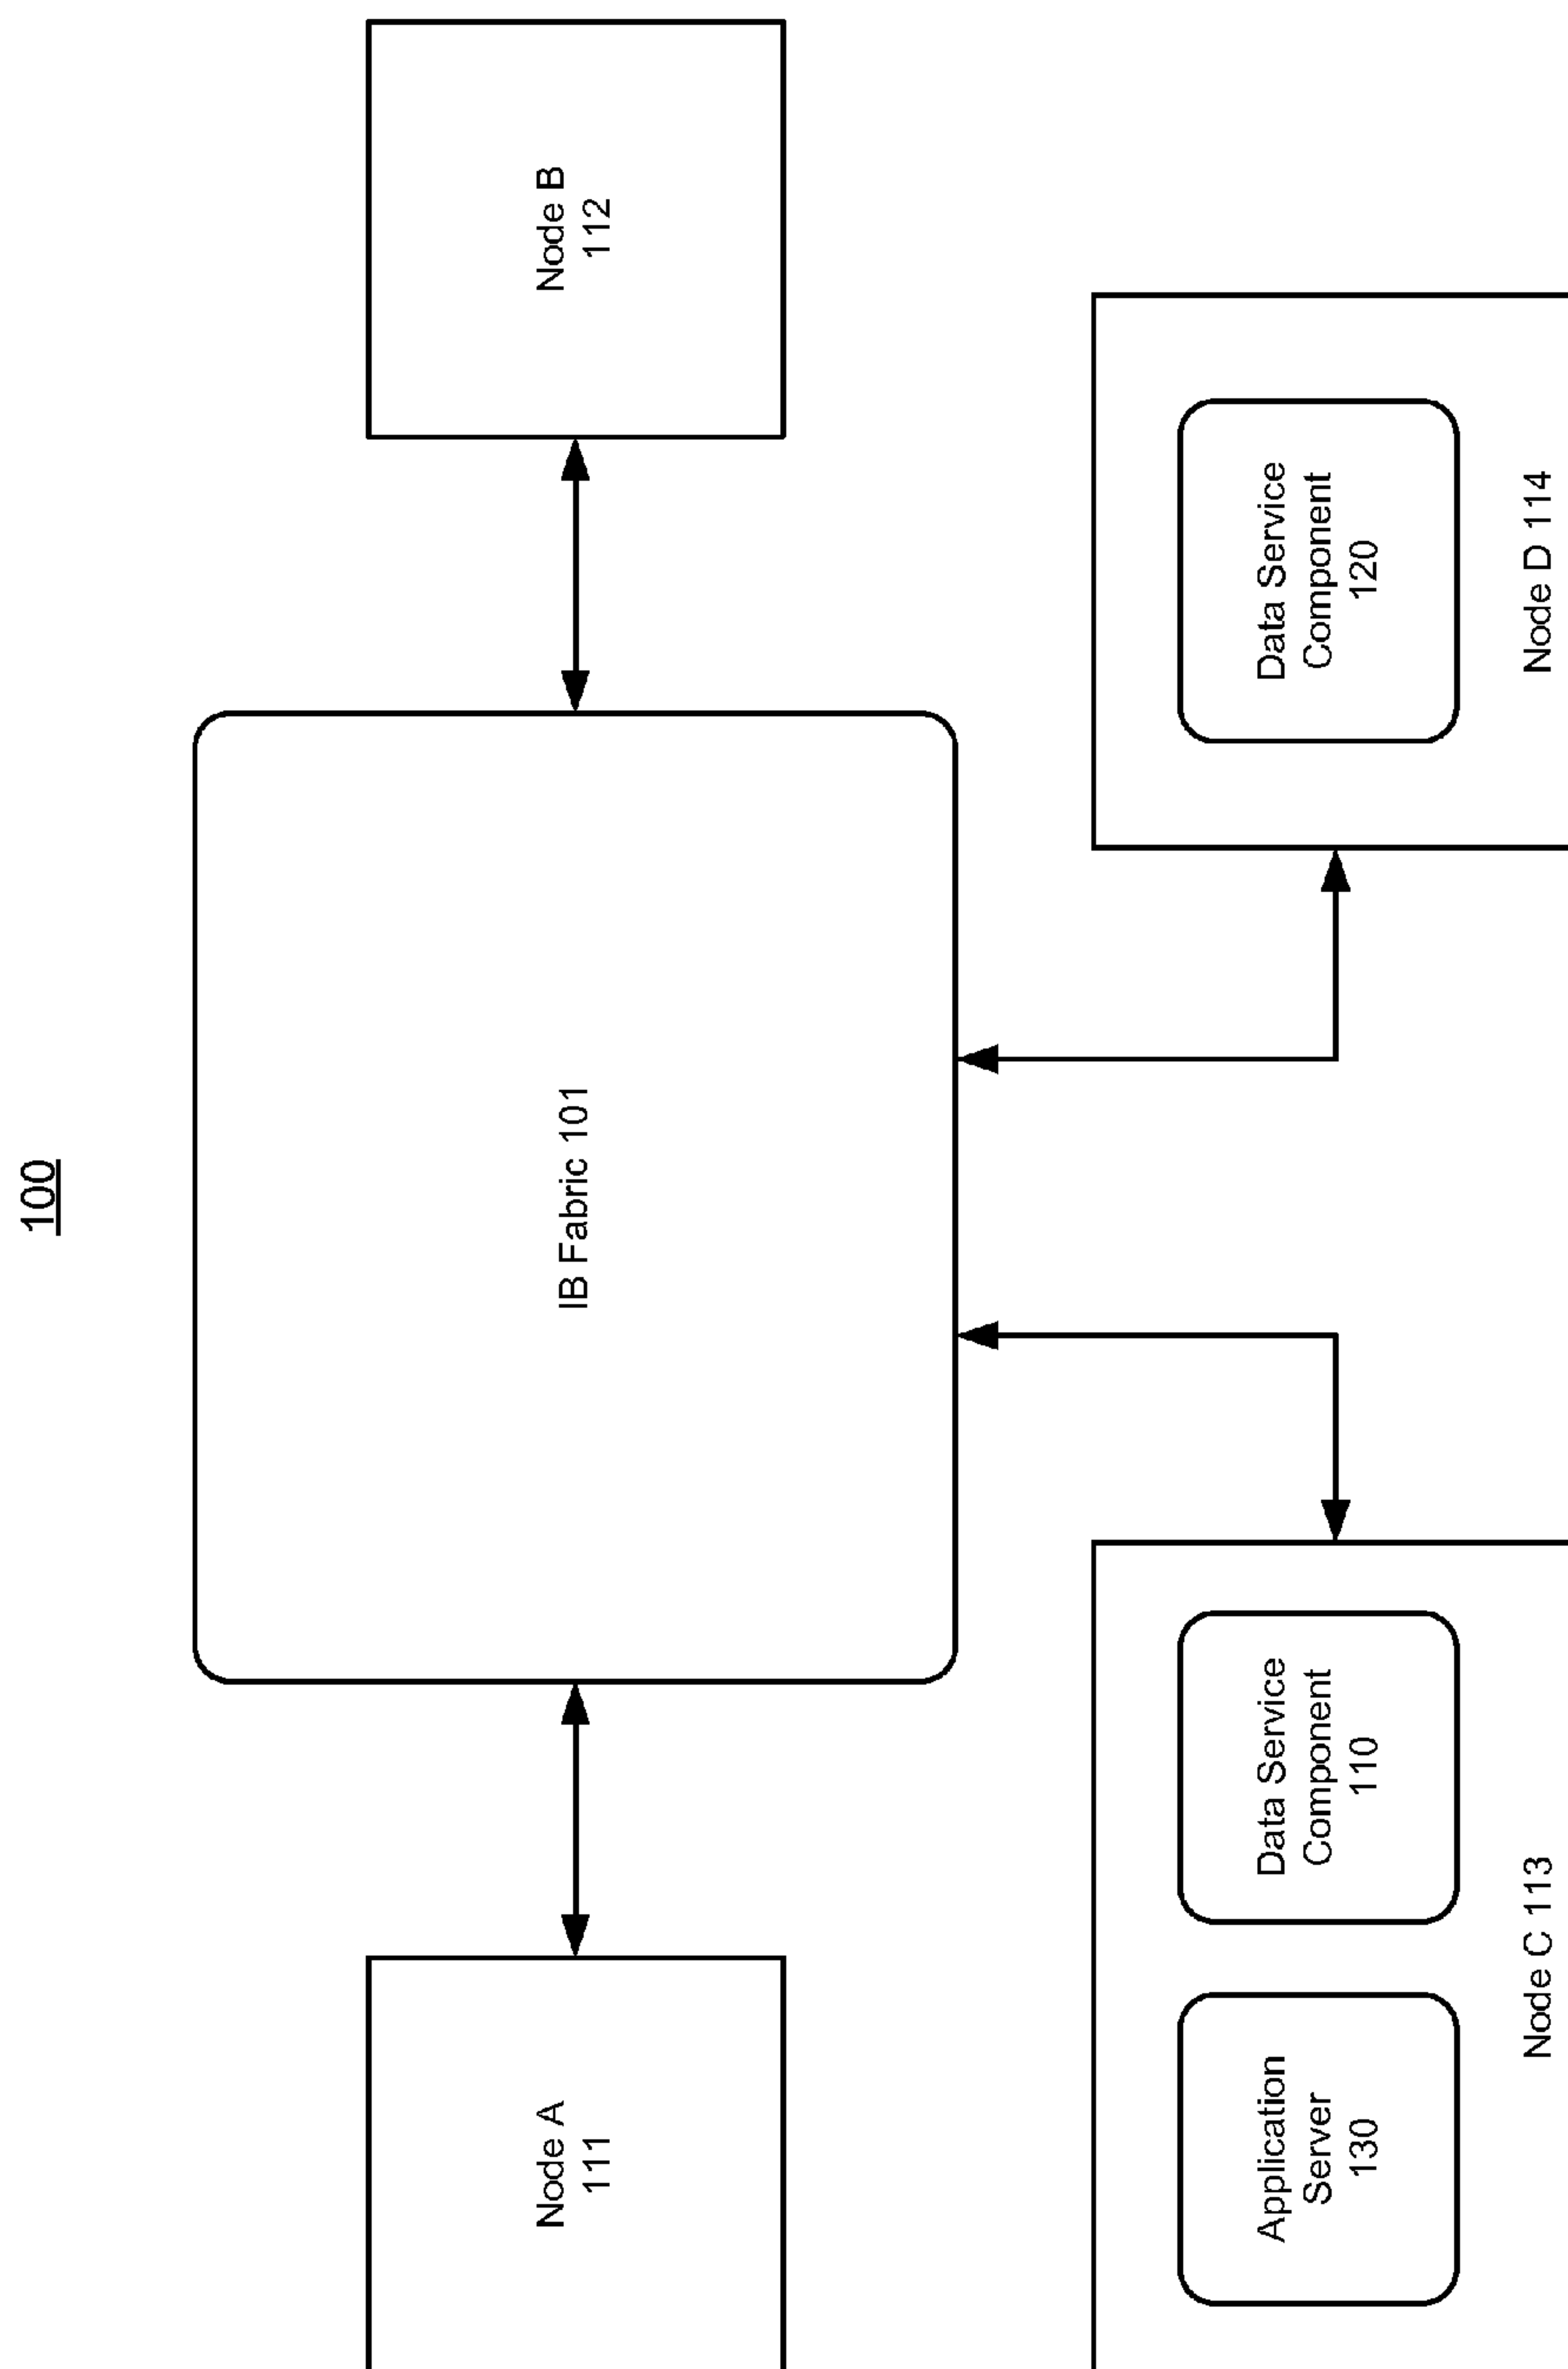 100
Node A
111
IB Fabric 101
Node B
112
Application
Server
130
Data Service
Component
110
Node C 113
Data Service
Component
120
Node D 114